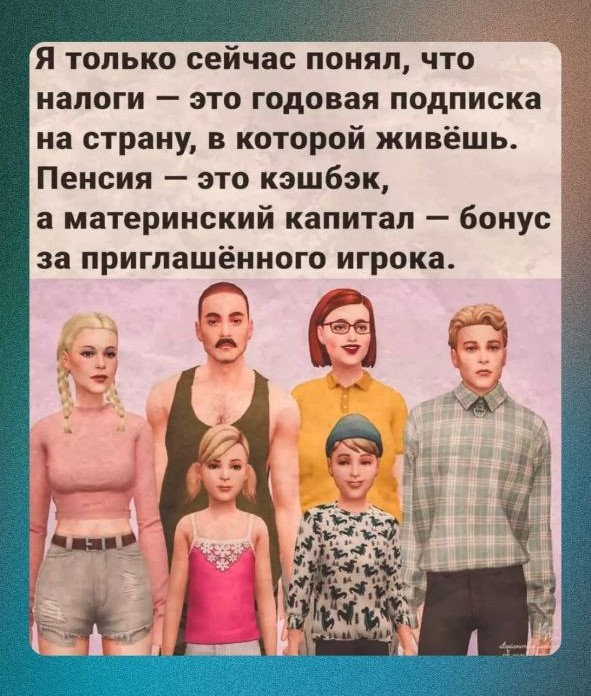 Я только сейчас понял, что
налоги — это годовая подписка
на страну, в которой живёшь.
Пенсия — это кэшбэк,
а материнский капитал — бонус
за приглашённого игрока.